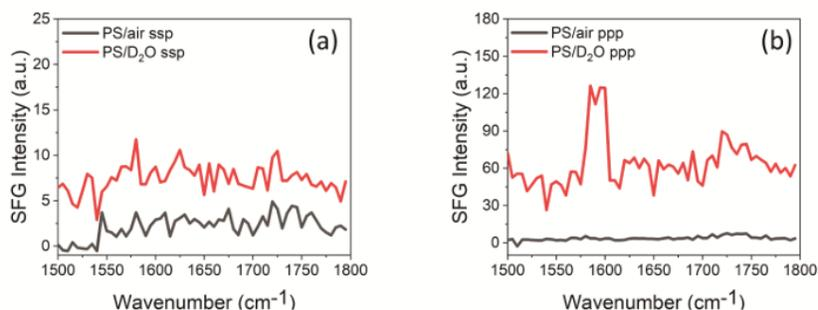 PS/air ssp
PS/D₂O ssp
(a)
25
20
15
10
5
0
SFG Intensity (a.u.)
1500 1550 1600 1650 1700 1750 1800
Wavenumber (cm⁻¹)
PS/air ppp
PS/D₂O ppp
(b)
180
150
120
90
60
30
0
SFG Intensity (a.u.)
1500 1550 1600 1650 1700 1750 1800
Wavenumber (cm⁻¹)